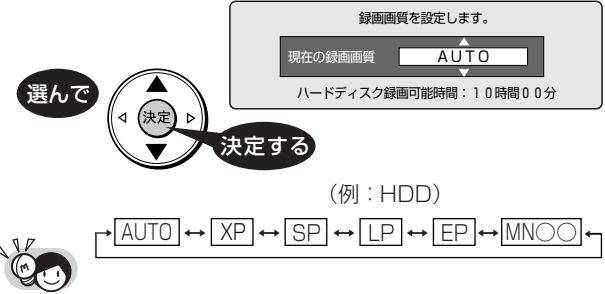 録画画質を設定します。
現在の録画画質 AUTO
ハードディスク録画可能時間：１０時間００分
選んで
決定
決定する
（例：HDD）
AUTO ↔ XP ↔ SP ↔ LP ↔ EP ↔ MN○○
M